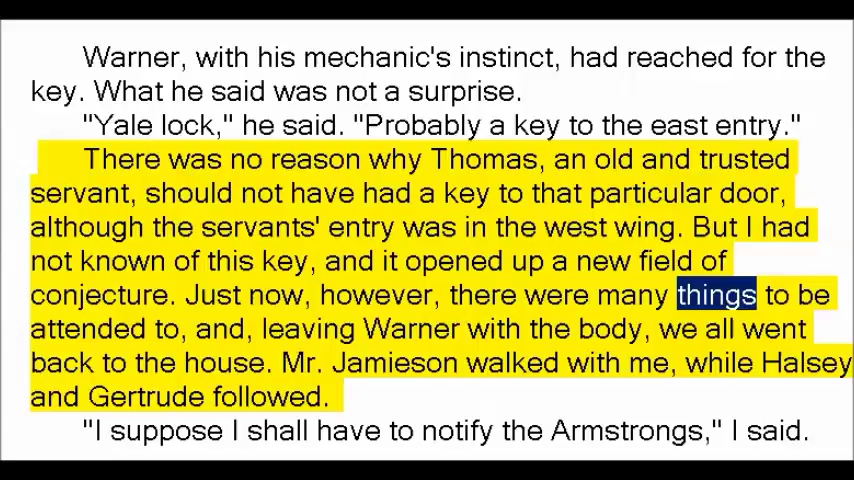 Warner, with his mechanic's instinct, had reached for the
key. What he said was not a surprise.
"Yale lock," he said. "Probably a key to the east entry."
There was no reason why Thomas, an old and trusted
servant, should not have had a key to that particular door,
although the servants' entry was in the west wing. But I had
not known of this key, and it opened up a new field of
conjecture. Just now, however, there were many things to be
attended to, and, leaving Warner with the body, we all went
back to the house. Mr. Jamieson walked with me, while Halsey
and Gertrude followed.
"I suppose I shall have to notify the Armstrongs," I said.